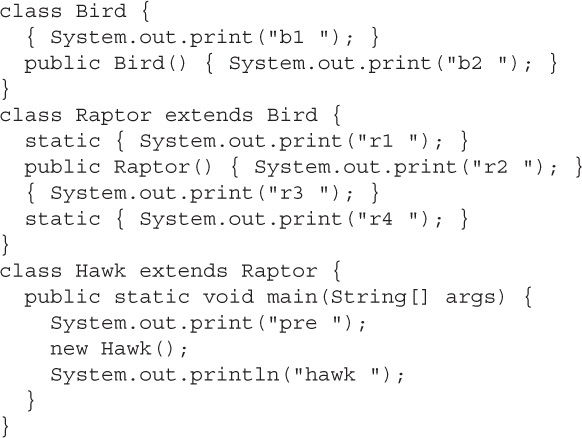 class Bird {
  { System.out.print("b1 "); }
  public Bird() { System.out.print("b2 "); }
}
class Raptor extends Bird {
  static { System.out.print("r1 "); }
  public Raptor() { System.out.print("r2 "); }
  { System.out.print("r3 "); }
  static { System.out.print("r4 "); }
}
class Hawk extends Raptor {
  public static void main(String[] args) {
    System.out.print("pre ");
    new Hawk();
    System.out.println("hawk ");
  }
}